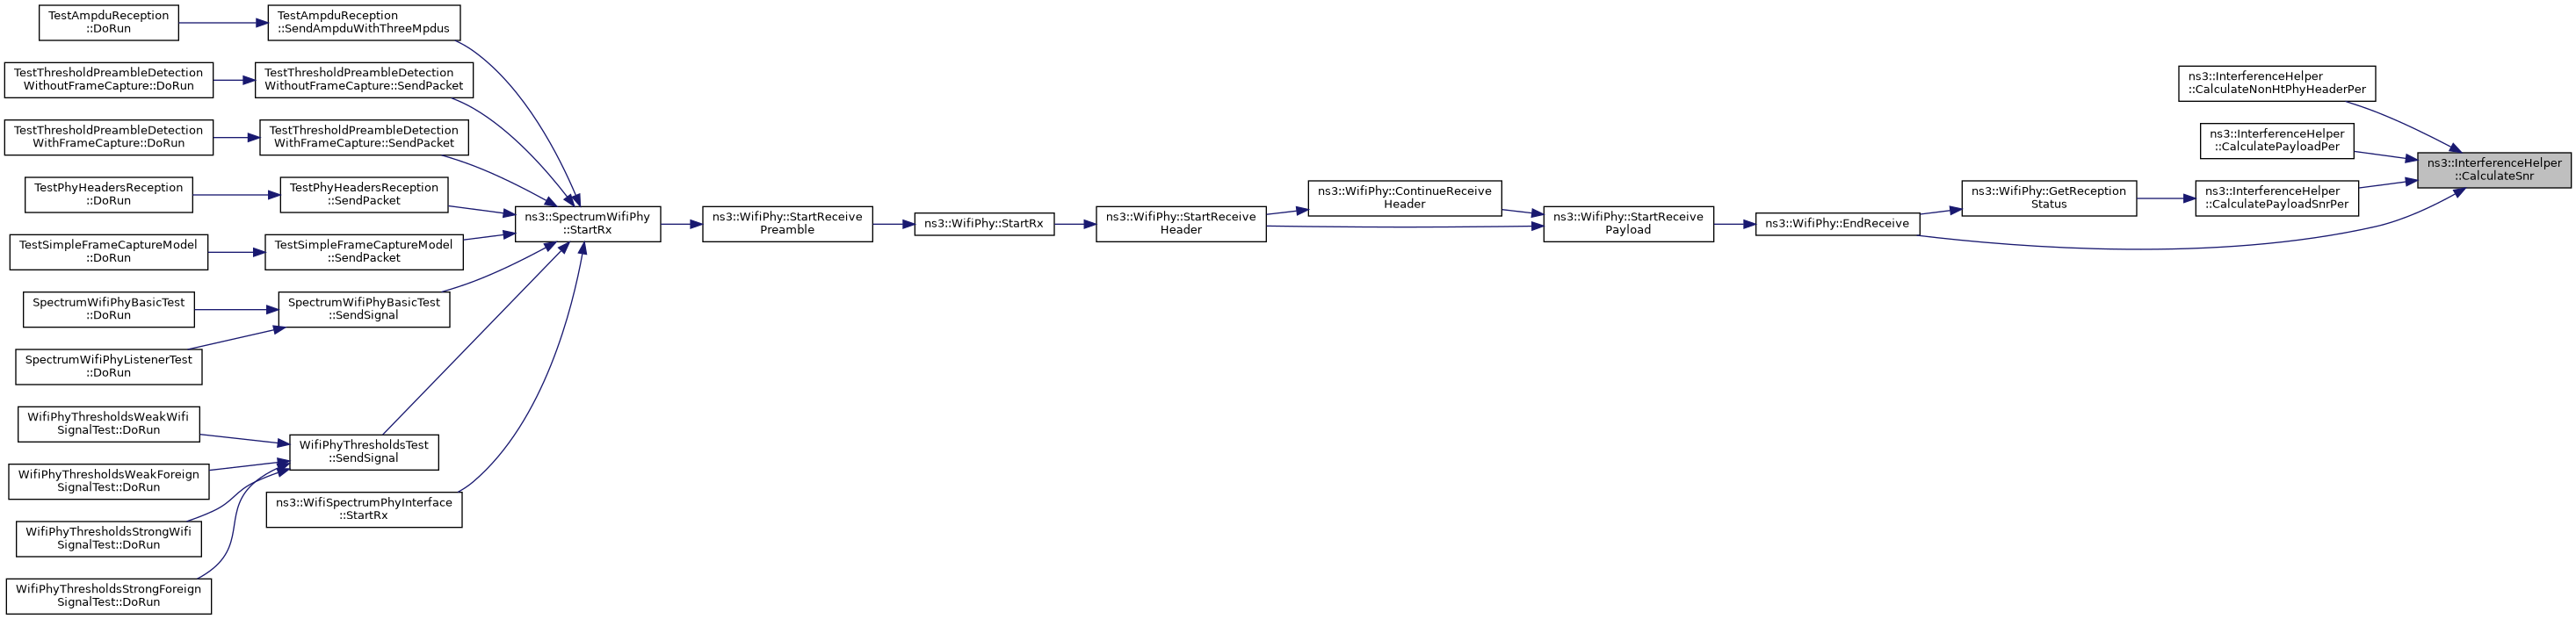 TestAmpduReception
::DoRun
TestThresholdPreambleDetection
WithoutFrameCapture::DoRun
TestThresholdPreambleDetection
WithFrameCapture::DoRun
TestPhyHeadersReception
::DoRun
TestSimpleFrameCaptureModel
::DoRun
SpectrumWifiPhyBasicTest
::DoRun
SpectrumWifiPhyListenerTest
::DoRun
WifiPhyThresholdsWeakWifi
SignalTest::DoRun
WifiPhyThresholdsWeakForeign
SignalTest::DoRun
WifiPhyThresholdsStrongWifi
SignalTest::DoRun
WifiPhyThresholdsStrongForeign
SignalTest::DoRun
TestAmpduReception
::SendAmpduWithThreeMpdus
TestThresholdPreambleDetection
WithoutFrameCapture::SendPacket
TestThresholdPreambleDetection
WithFrameCapture::SendPacket
TestPhyHeadersReception
::SendPacket
TestSimpleFrameCaptureModel
::SendPacket
SpectrumWifiPhyBasicTest
::SendSignal
WifiPhyThresholdsTest
::SendSignal
ns3::WifiSpectrumPhyInterface
::StartRx
ns3::SpectrumWifiPhy
::StartRx
ns3::WifiPhy::StartReceive
Preamble
ns3::WifiPhy::StartRx
ns3::WifiPhy::StartReceive
Header
ns3::WifiPhy::ContinueReceive
Header
ns3::WifiPhy::StartReceive
Payload
ns3::WifiPhy::EndReceive
ns3::WifiPhy::GetReception
Status
ns3::InterferenceHelper
::CalculateNonHtPhyHeaderPer
ns3::InterferenceHelper
::CalculatePayloadPer
ns3::InterferenceHelper
::CalculatePayloadSnrPer
ns3::InterferenceHelper
::CalculateSnr